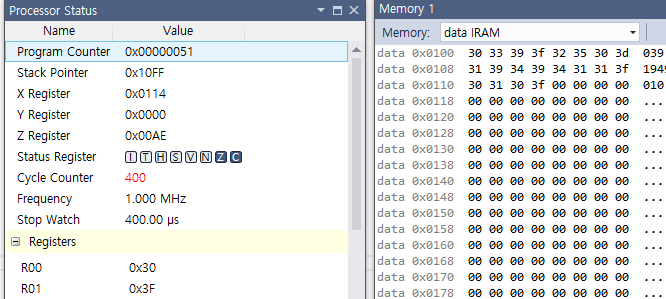 Processor Status
Name Value
Program Counter 0x00000051
Stack Pointer 0x10FF
X Register 0x0114
Y Register 0x0000
Z Register 0x00AE
Status Register I T H S V N Z C
Cycle Counter 400
Frequency 1.000 MHz
Stop Watch 400.00 µs
Registers
R00 0x30
R01 0x3F
Memory 1
Memory: data IRAM
data 0x0100 30 33 39 3f 32 35 30 3d 039
data 0x0108 31 39 34 39 34 31 31 3f 1949
data 0x0110 30 31 30 3f 00 00 00 00 010
data 0x0118 00 00 00 00 00 00 00 00 ...
data 0x0120 00 00 00 00 00 00 00 00 ...
data 0x0128 00 00 00 00 00 00 00 00 ...
data 0x0130 00 00 00 00 00 00 00 00 ...
data 0x0138 00 00 00 00 00 00 00 00 ...
data 0x0140 00 00 00 00 00 00 00 00 ...
data 0x0148 00 00 00 00 00 00 00 00 ...
data 0x0150 00 00 00 00 00 00 00 00 ...
data 0x0158 00 00 00 00 00 00 00 00 ...
data 0x0160 00 00 00 00 00 00 00 00 ...
data 0x0168 00 00 00 00 00 00 00 00 ...
data 0x0170 00 00 00 00 00 00 00 00 ...
data 0x0178 00 00 00 00 00 00 00 00 ...